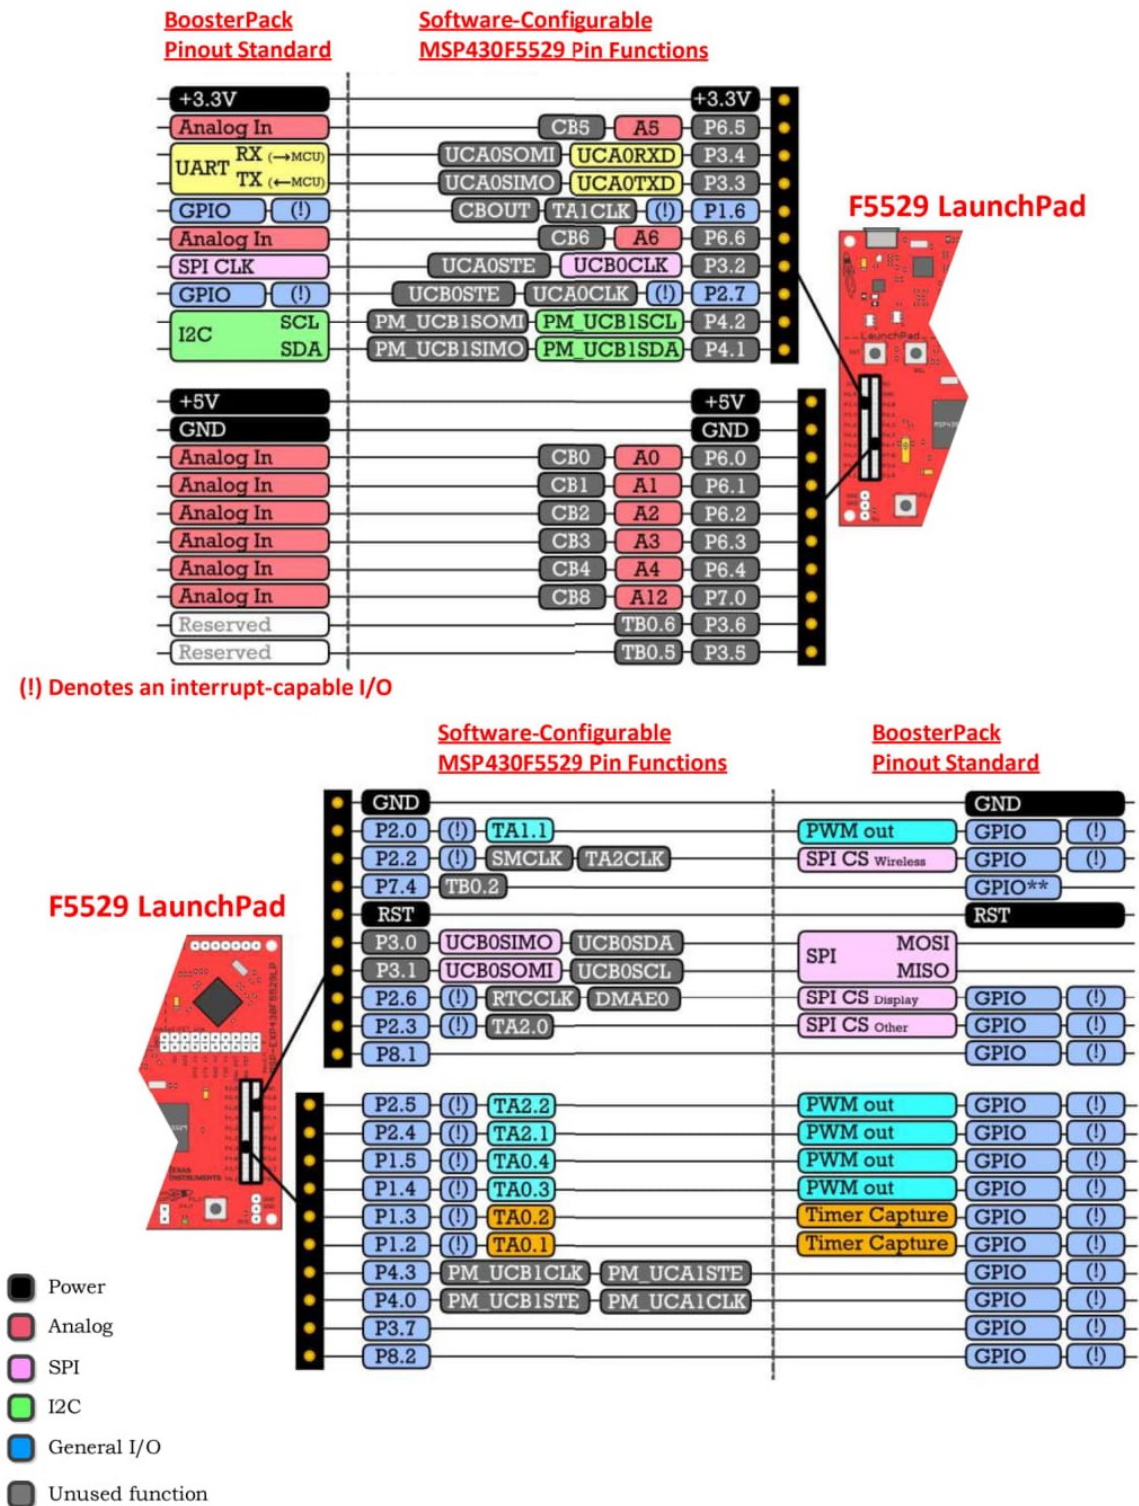 BoosterPack Software-Configurable
Pinout Standard MSP430F5529 Pin Functions
+3.3V +3.3V
Analog In CB5 A5 P6.5
UART RX (→MCU) UCA0SOMI UCA0RXD P3.4
TX (←MCU) UCA0SIMO UCA0TXD P3.3
GPIO (!) CBOUT TA1CLK (!) P1.6
Analog In CB6 A6 P6.6
SPI CLK UCA0STE UCB0CLK P3.2
GPIO (!) UCB0STE UCA0CLK (!) P2.7
I2C SCL PM_UCB1SOMI PM_UCB1SCL P4.2
SDA PM_UCB1SIMO PM_UCB1SDA P4.1
F5529 LaunchPad
LaunchPad
+5V +5V
GND GND
Analog In CB0 A0 P6.0
Analog In CB1 A1 P6.1
Analog In CB2 A2 P6.2
Analog In CB3 A3 P6.3
Analog In CB4 A4 P6.4
Analog In CB8 A12 P7.0
Reserved TB0.6 P3.6
Reserved TB0.5 P3.5
(!) Denotes an interrupt-capable I/O
Software-Configurable BoosterPack
MSP430F5529 Pin Functions Pinout Standard
GND GND
P2.0 (!) TA1.1 PWM out GPIO (!)
P2.2 (!) SMCLK TA2CLK SPI CS Wireless GPIO (!)
P7.4 TB0.2 GPIO**
RST RST
P3.0 UCB0SIMO UCB0SDA SPI MOSI
P3.1 UCB0SOMI UCB0SCL MISO
P2.6 (!) RTCCLK DMAE0 SPI CS Display GPIO (!)
P2.3 (!) TA2.0 SPI CS Other GPIO (!)
P8.1 GPIO (!)
F5529 LaunchPad
MSP-EXP430F5529LP
TEXAS
INSTRUMENTS
P2.5 (!) TA2.2 PWM out GPIO (!)
P2.4 (!) TA2.1 PWM out GPIO (!)
P1.5 (!) TA0.4 PWM out GPIO (!)
P1.4 (!) TA0.3 PWM out GPIO (!)
P1.3 (!) TA0.2 Timer Capture GPIO (!)
P1.2 (!) TA0.1 Timer Capture GPIO (!)
P4.3 PM_UCB1CLK PM_UCA1STE GPIO (!)
P4.0 PM_UCB1STE PM_UCA1CLK GPIO (!)
P3.7 GPIO (!)
P8.2 GPIO (!)
Power
Analog
SPI
I2C
General I/O
Unused function